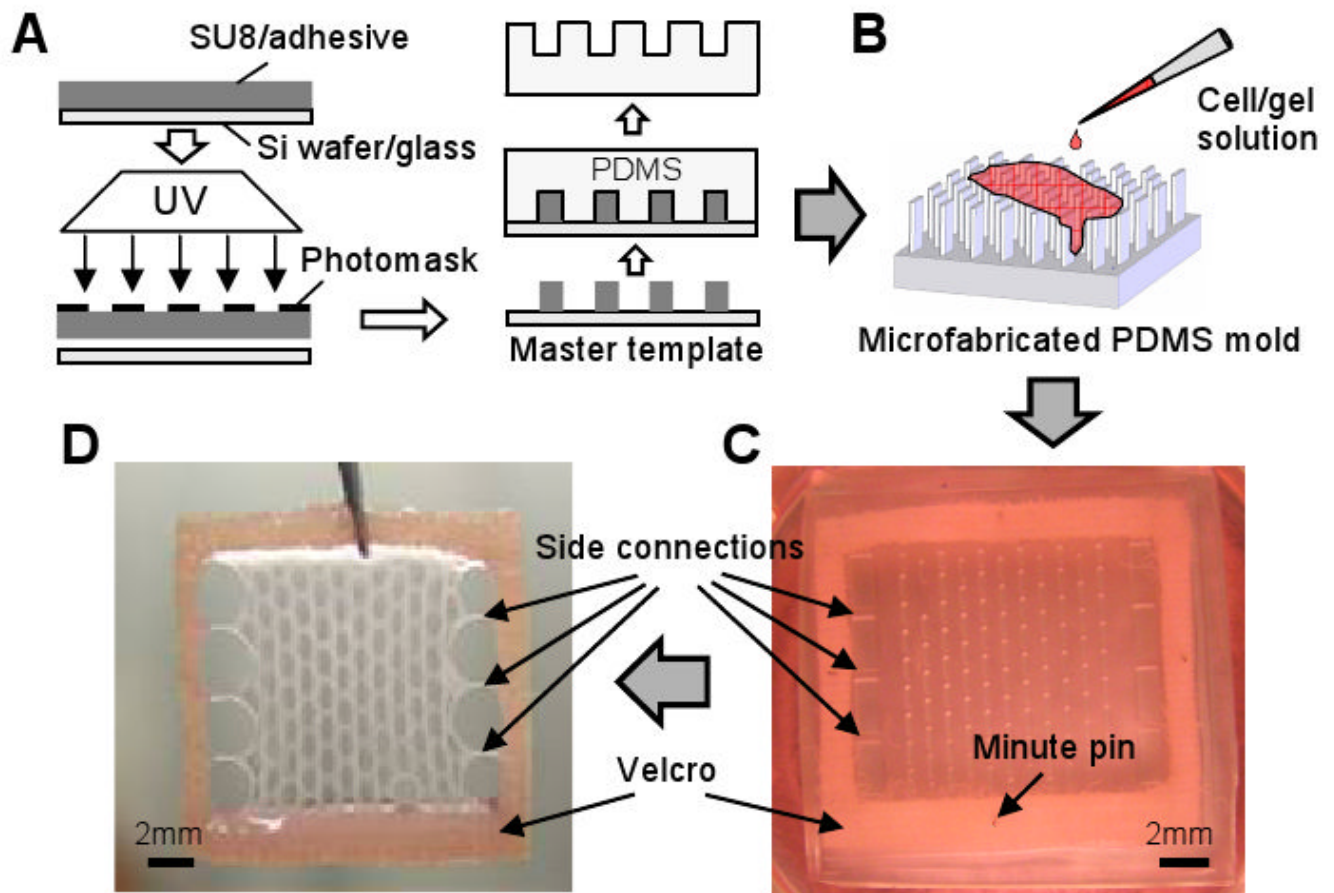 A
SU8/adhesive
Si wafer/glass
UV
Photomask
PDMS
Master template
B
Cell/gel
solution
Microfabricated PDMS mold
D
C
Side connections
Velcro
Minute pin
2mm
2mm